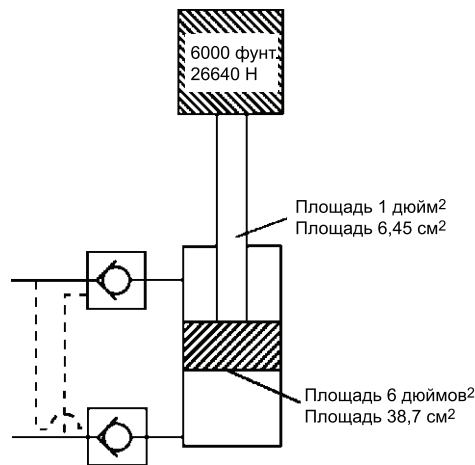 6000 фунт.
26640 Н
Площадь 1 дюйм²
Площадь 6,45 см²
Площадь 6 дюймов²
Площадь 38,7 см²